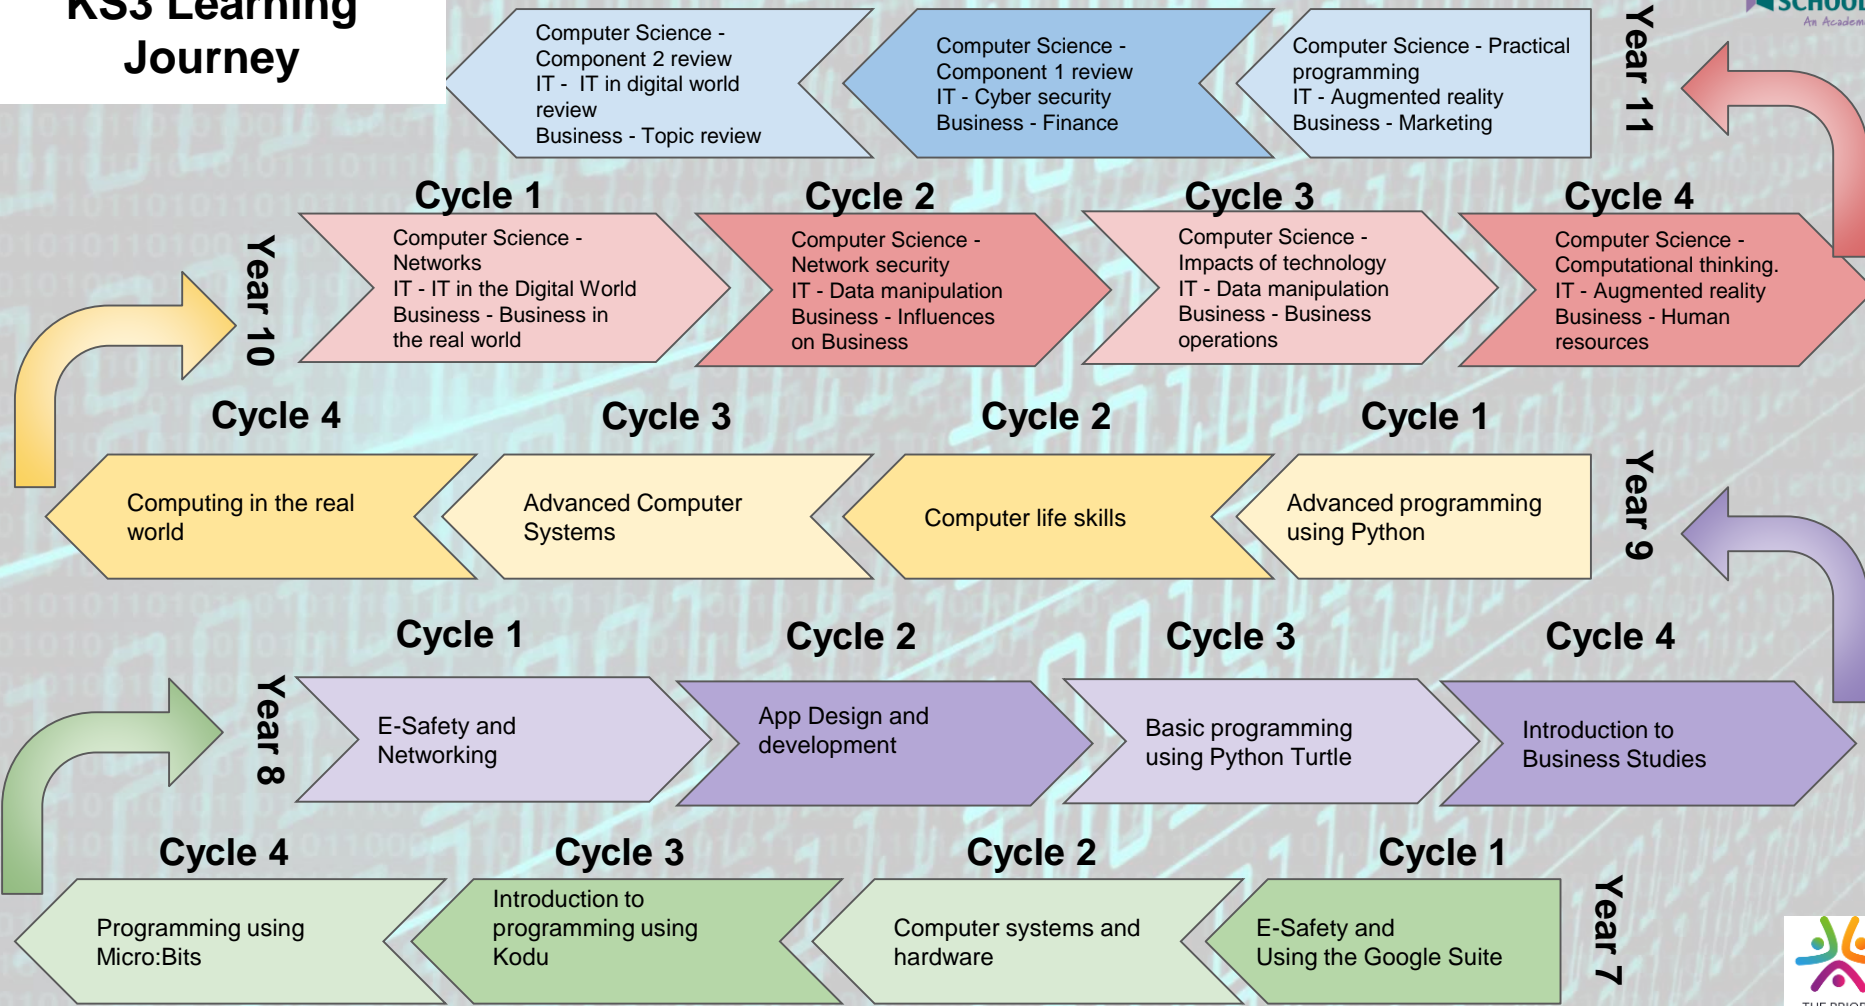 KS3 Learning
Journey
SCHOOL
An Academ
Computer Science -
Component 2 review
IT - IT in digital world
review
Business - Topic review
Computer Science -
Component 1 review
IT - Cyber security
Business - Finance
Computer Science - Practical
programming
IT - Augmented reality
Business - Marketing
Year 11
Cycle 1
Cycle 2
Cycle 3
Cycle 4
Year 10
Computer Science -
Networks
IT - IT in the Digital World
Business - Business in
the real world
Computer Science -
Network security
IT - Data manipulation
Business - Influences
on Business
Computer Science -
Impacts of technology
IT - Data manipulation
Business - Business
operations
Computer Science -
Computational thinking.
IT - Augmented reality
Business - Human
resources
Cycle 4
Cycle 3
Cycle 2
Cycle 1
Computing in the real
world
Advanced Computer
Systems
Computer life skills
Advanced programming
using Python
Year 9
Cycle 1
Cycle 2
Cycle 3
Cycle 4
Year 8
E-Safety and
Networking
App Design and
development
Basic programming
using Python Turtle
Introduction to
Business Studies
Cycle 4
Cycle 3
Cycle 2
Cycle 1
Programming using
Micro:Bits
Introduction to
programming using
Kodu
Computer systems and
hardware
E-Safety and
Using the Google Suite
Year 7